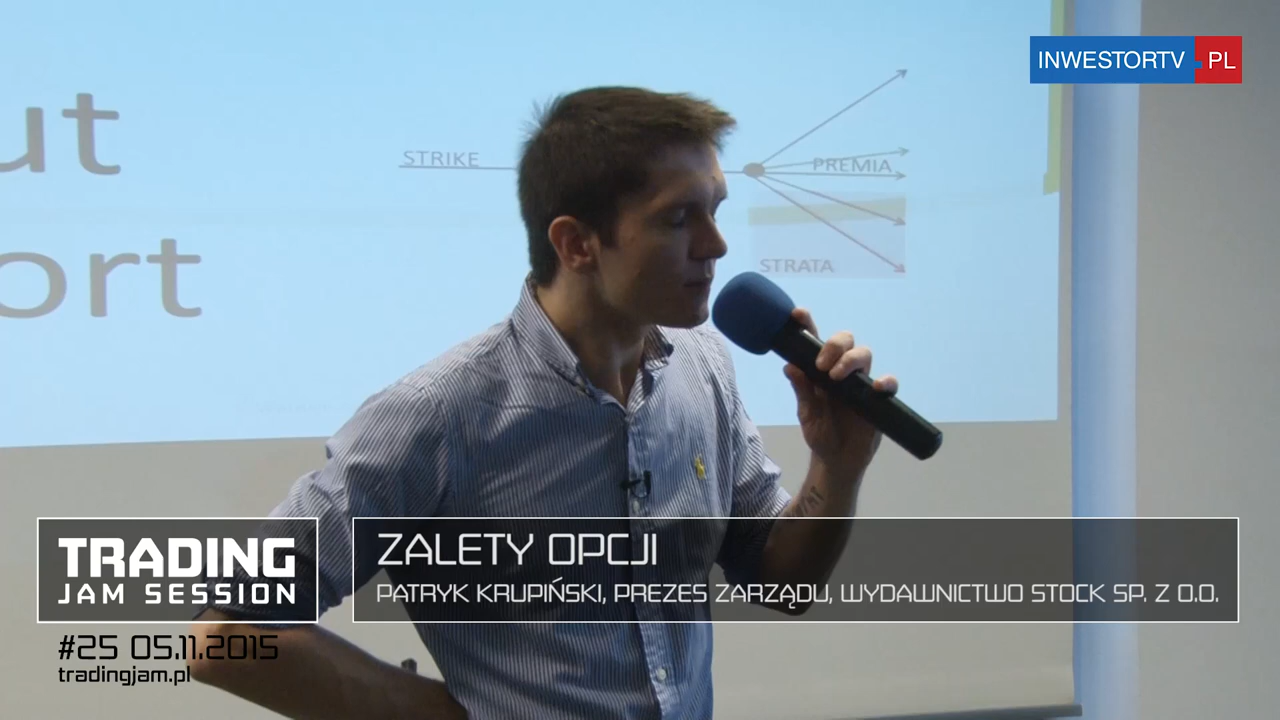 INWESTORTV.PL
ut
ort
STRIKE
PREMIA
STRATA
TRADING
JAM SESSION
ZALETY OPCJI
PATRYK KRUPIŃSKI, PREZES ZARZĄDU, WYDAWNICTWO STOCK SP. Z O.O.
#25 05.11.2015
tradingjam.pl